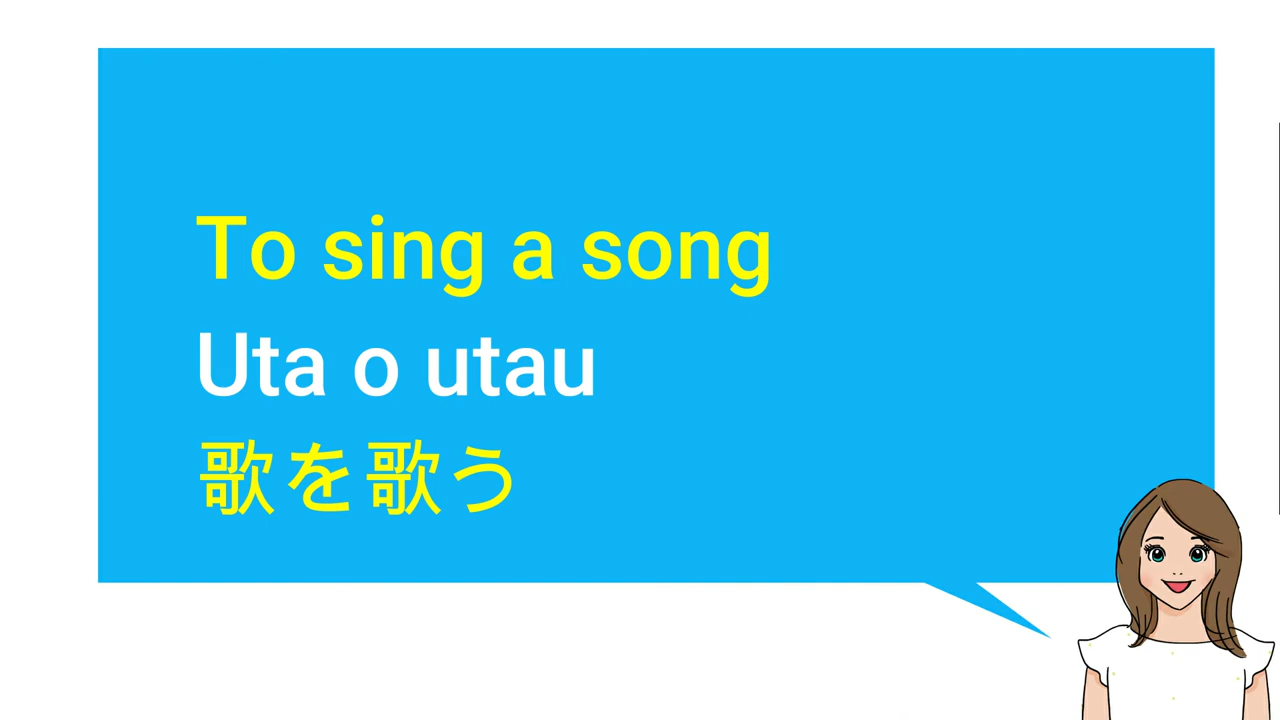 To sing a song
Uta o utau
歌を歌う